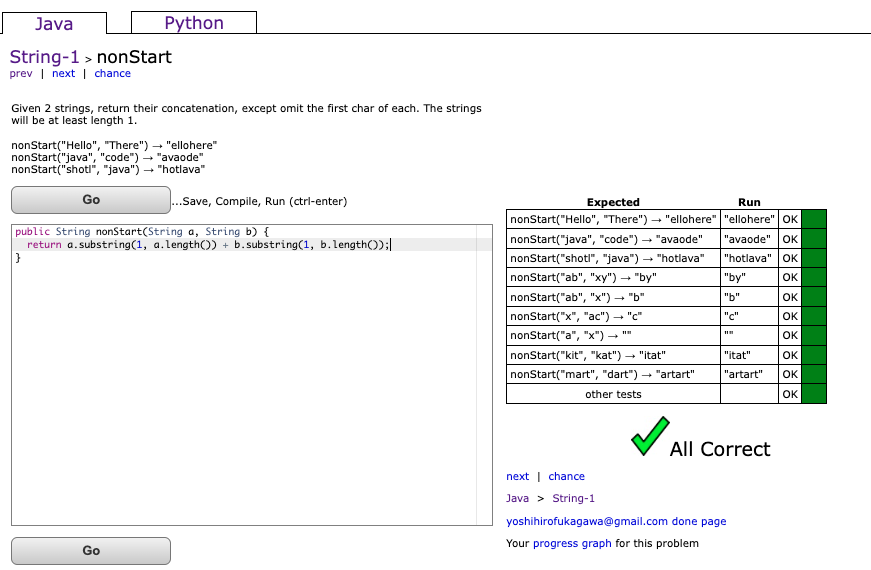 Java Python
String-1 > nonStart
prev | next | chance
Given 2 strings, return their concatenation, except omit the first char of each. The strings
will be at least length 1.
nonStart("Hello", "There") → "ellohere"
nonStart("java", "code") → "avaode"
nonStart("shotl", "java") → "hotlava"
Go ...Save, Compile, Run (ctrl-enter)
public String nonStart(String a, String b) {
  return a.substring(1, a.length()) + b.substring(1, b.length());
}
Go
Expected Run
nonStart("Hello", "There") → "ellohere" "ellohere" OK
nonStart("java", "code") → "avaode" "avaode" OK
nonStart("shotl", "java") → "hotlava" "hotlava" OK
nonStart("ab", "xy") → "by" "by" OK
nonStart("ab", "x") → "b" "b" OK
nonStart("x", "ac") → "c" "c" OK
nonStart("a", "x") → "" "" OK
nonStart("kit", "kat") → "itat" "itat" OK
nonStart("mart", "dart") → "artart" "artart" OK
other tests OK
All Correct
next | chance
Java > String-1
yoshihirofukagawa@gmail.com done page
Your progress graph for this problem